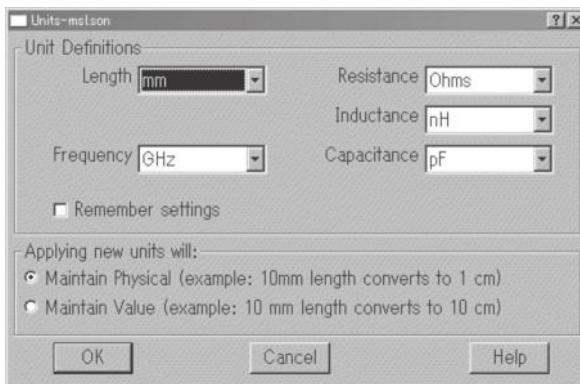 Units-mslson
Unit Definitions
Length mm
Resistance Ohms
Inductance nH
Frequency GHz
Capacitance pF
Remember settings
Applying new units will:
Maintain Physical (example: 10mm length converts to 1 cm)
Maintain Value (example: 10 mm length converts to 10 cm)
OK Cancel Help